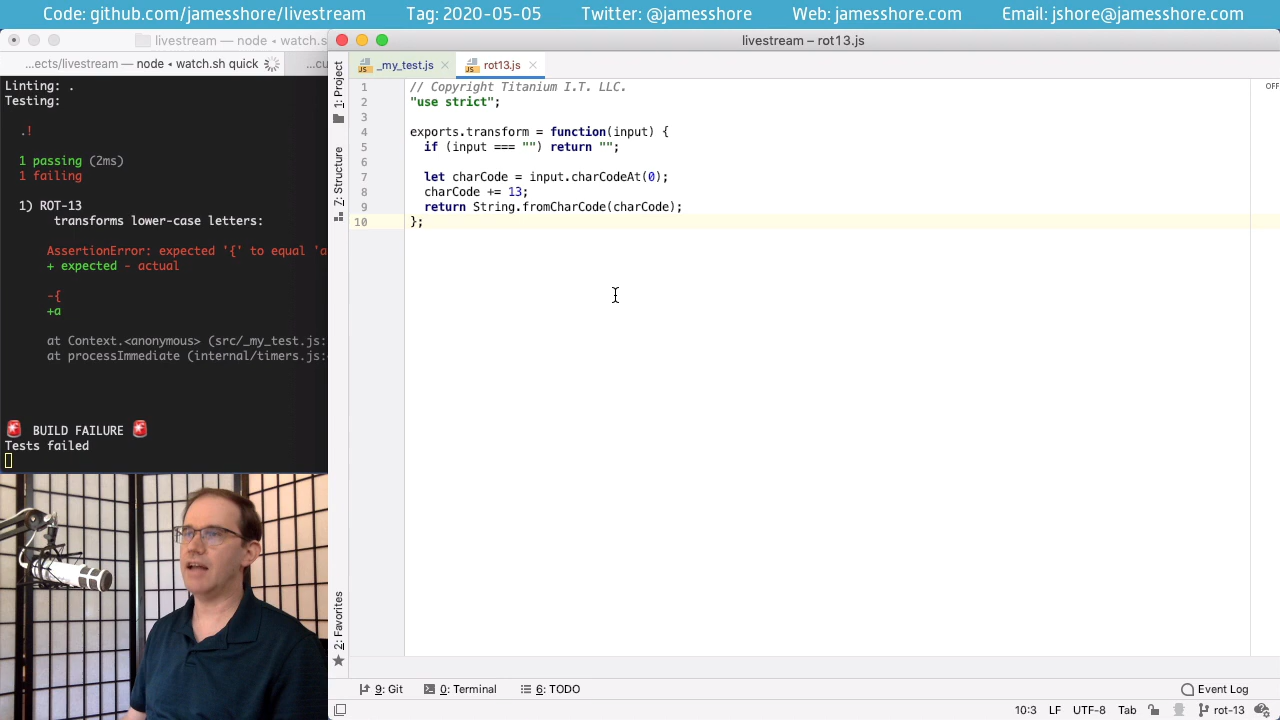 Code: github.com/jamesshore/livestream Tag: 2020-05-05 Twitter: @jamesshore Web: jamesshore.com Email: jshore@jamesshore.com
livestream — node ◂ watch.s
...ects/livestream — node ◂ watch.sh quick ...cu
Linting: .
Testing:
.!
1 passing (2ms)
1 failing
1) ROT-13
transforms lower-case letters:
AssertionError: expected '{' to equal 'a
+ expected - actual
-{
+a
at Context.<anonymous> (src/_my_test.js:
at processImmediate (internal/timers.js:
🚨 BUILD FAILURE 🚨
Tests failed
livestream – rot13.js
_my_test.js rot13.js
1: Project
7: Structure
2: Favorites
1 // Copyright Titanium I.T. LLC.
2 "use strict";
3
4 exports.transform = function(input) {
5 if (input === "") return "";
6
7 let charCode = input.charCodeAt(0);
8 charCode += 13;
9 return String.fromCharCode(charCode);
10 };
OFF
9: Git 0: Terminal 6: TODO Event Log
10:3 LF UTF-8 Tab rot-13